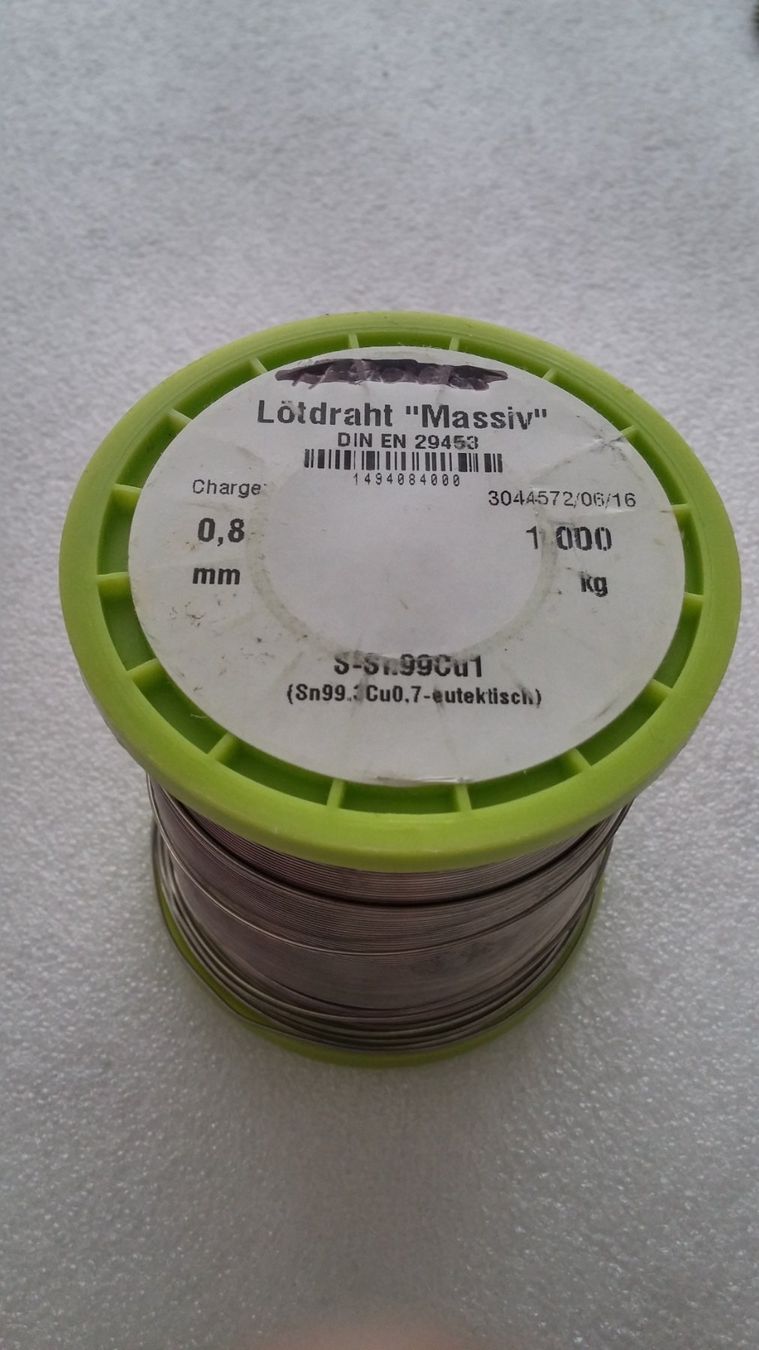 Lötdraht "Massiv"
DIN EN 29453
1494084000
Charge: 3044572/06/16
0,8 1,000
mm kg
S-Sn99Cu1
(Sn99.3Cu0.7-eutektisch)